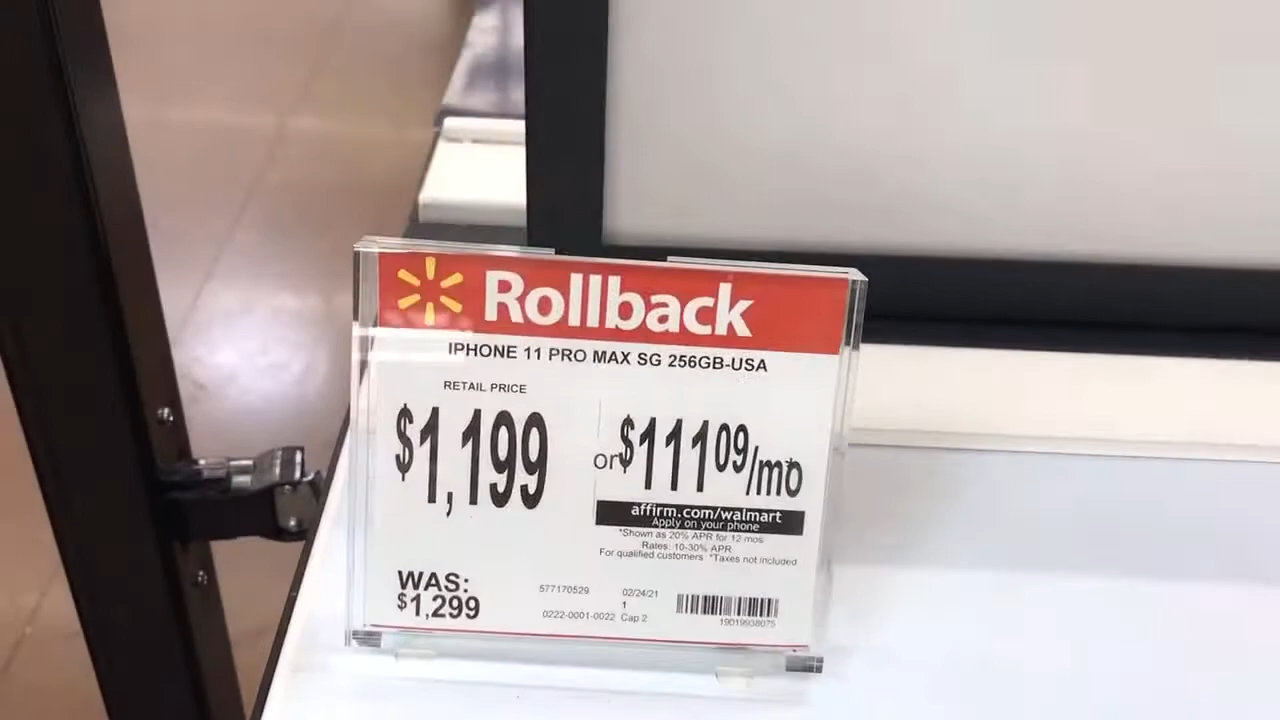 Rollback
IPHONE 11 PRO MAX SG 256GB-USA
RETAIL PRICE
$1,199
or $111 09/mo
affirm.com/walmart
Apply on your phone
*Shown as 20% APR for 12 mos
Rates: 10-30% APR
For qualified customers *Taxes not included
WAS:
$1,299
577170529 02/24/21
1
0222-0001-0022 Cap 2
19019938075